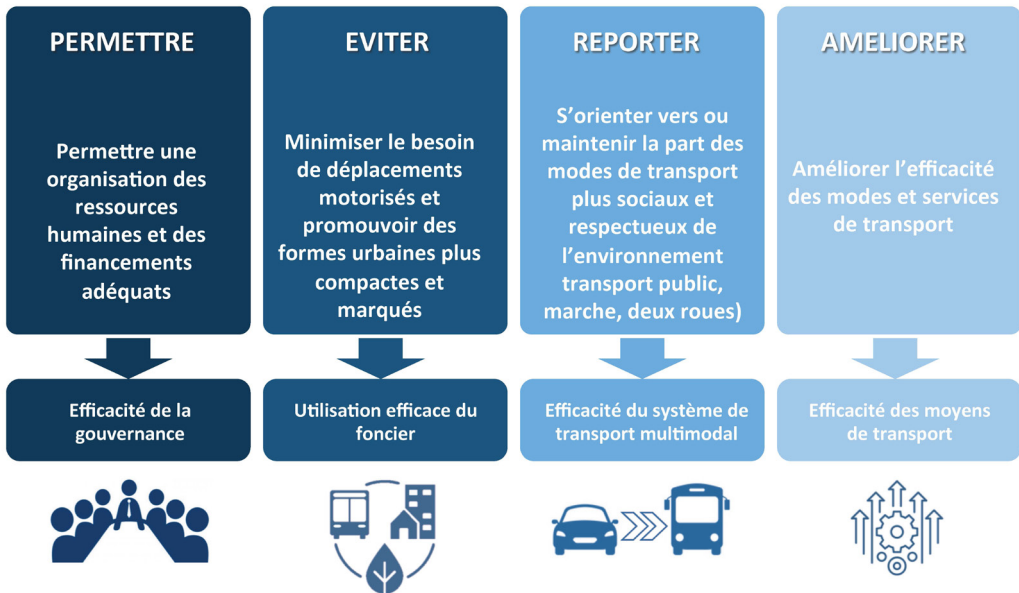 PERMETTRE
Permettre une
organisation des
ressources
humaines et des
financements
adéquats
Efficacité de la
gouvernance
EVITER
Minimiser le besoin
de déplacements
motorisés et
promouvoir des
formes urbaines plus
compactes et
marqués
Utilisation efficace du
foncier
REPORTER
S’orienter vers ou
maintenir la part des
modes de transport
plus sociaux et
respectueux de
l’environnement
transport public,
marche, deux roues)
Efficacité du système de
transport multimodal
AMELIORER
Améliorer l’efficacité
des modes et services
de transport
Efficacité des moyens
de transport